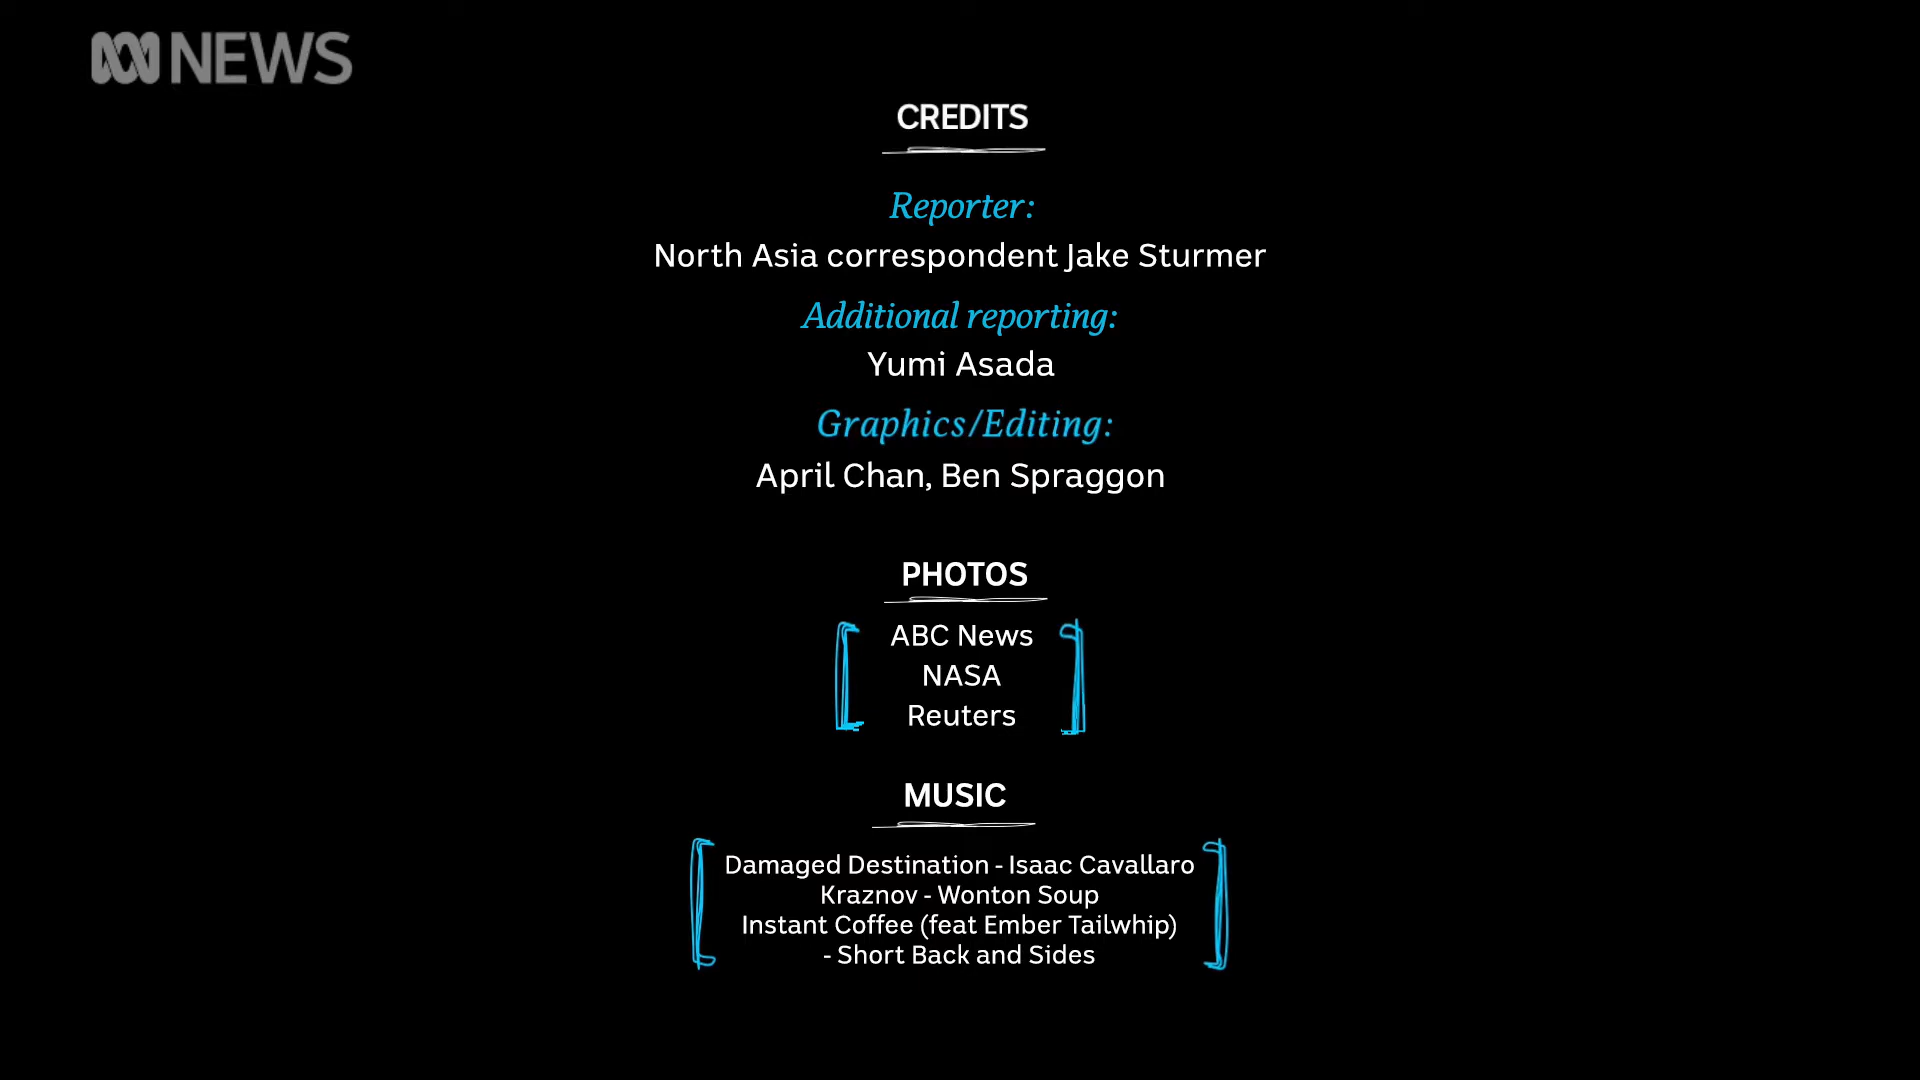 NEWS
CREDITS
Reporter:
North Asia correspondent Jake Sturmer
Additional reporting:
Yumi Asada
Graphics/Editing:
April Chan, Ben Spraggon
PHOTOS
ABC News
NASA
Reuters
MUSIC
Damaged Destination - Isaac Cavallaro
Kraznov - Wonton Soup
Instant Coffee (feat Ember Tailwhip)
- Short Back and Sides